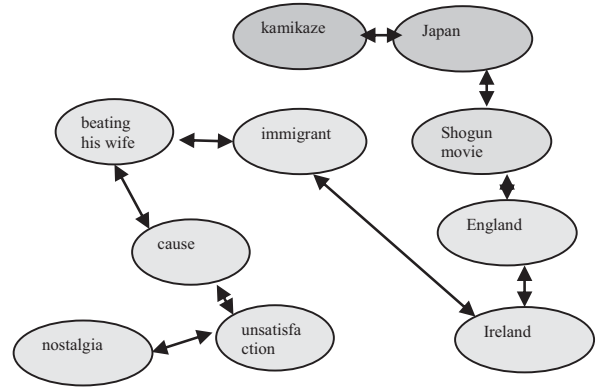 kamikaze
Japan
beating
his wife
immigrant
Shogun
movie
England
cause
unsatisfa
ction
nostalgia
Ireland